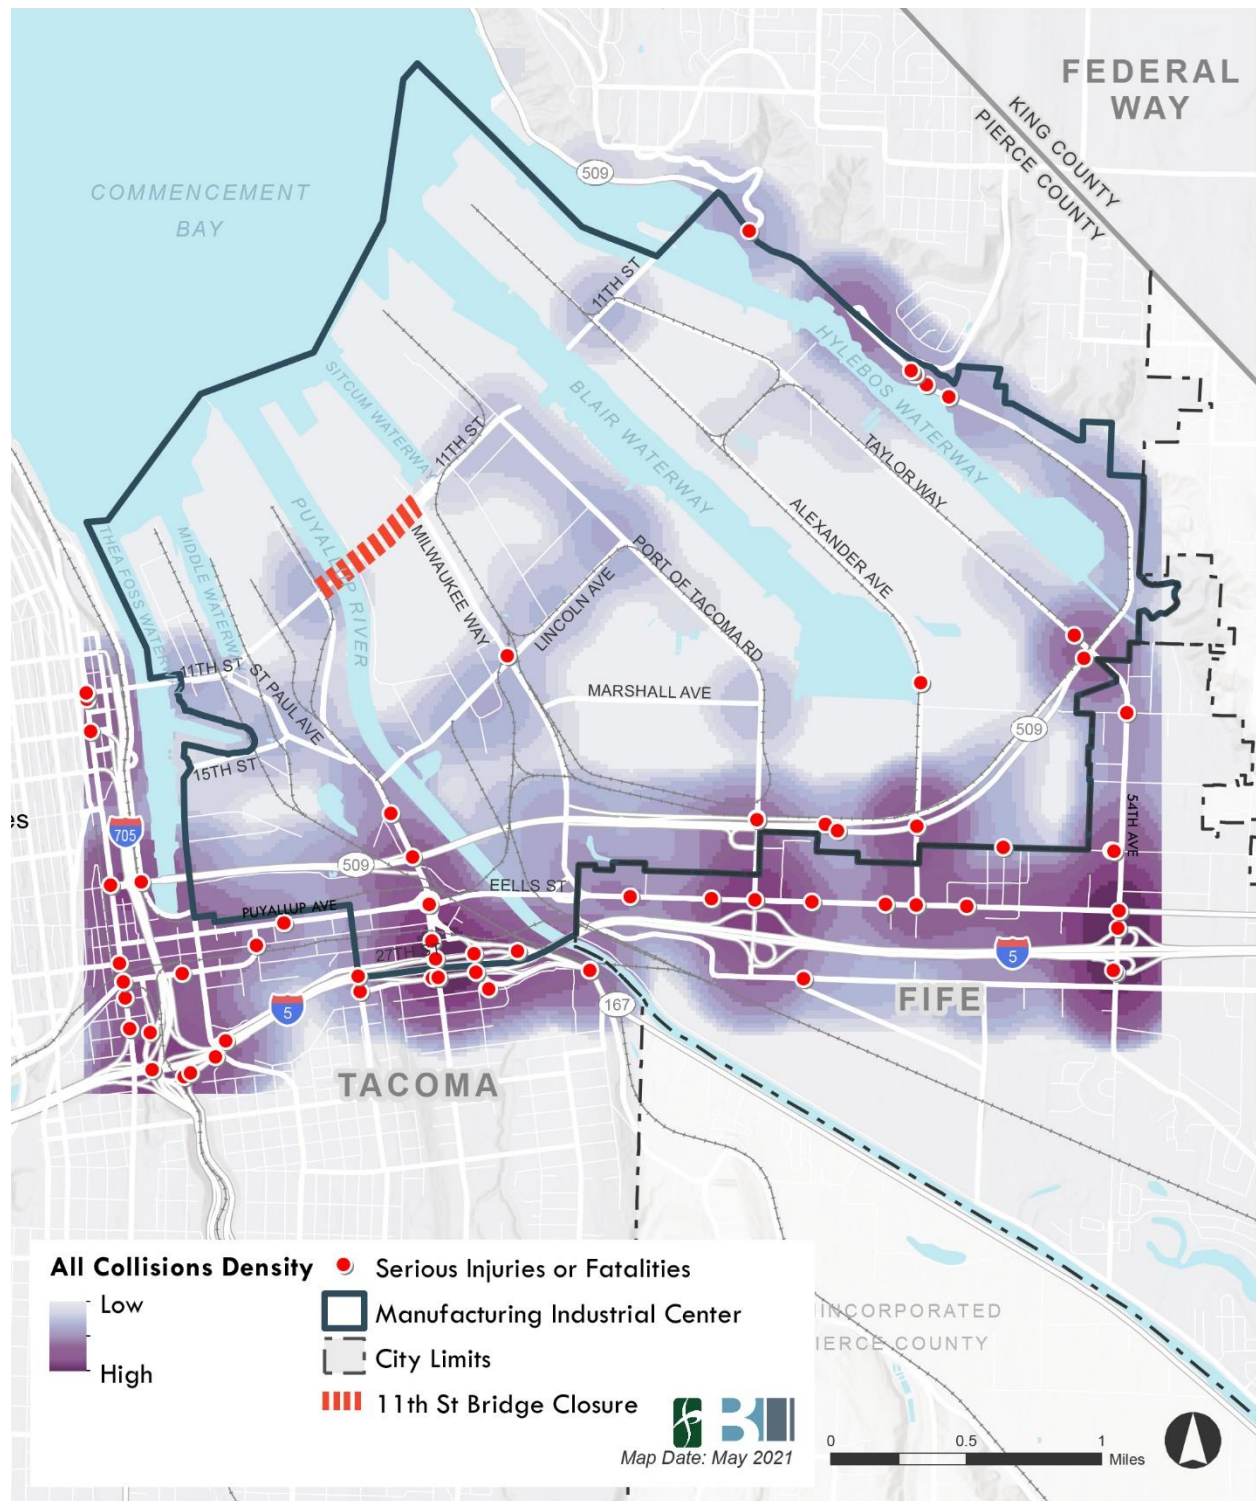 FEDERAL
WAY
KING COUNTY
PIERCE COUNTY
509
COMMENCEMENT
BAY
11TH ST
HYLEBOS WATERWAY
SITCUM WATERWAY
BLAIR WATERWAY
11TH ST
TAYLOR WAY
PUYALLUP RIVER
ALEXANDER AVE
THEA FOSS WATERWAY
MIDDLE WATERWAY
MILWAUKEE WAY
LINCOLN AVE
PORT OF TACOMA RD
11TH ST
ST PAUL AVE
MARSHALL AVE
509
15TH ST
54TH AVE
705
509
EELLS ST
PUYALLUP AVE
27TH ST
5
5
167
FIFE
TACOMA
All Collisions Density
Low
High
Serious Injuries or Fatalities
Manufacturing Industrial Center
City Limits
11th St Bridge Closure
Map Date: May 2021
INCORPORATED
IERCE COUNTY
0 0.5 1
Miles